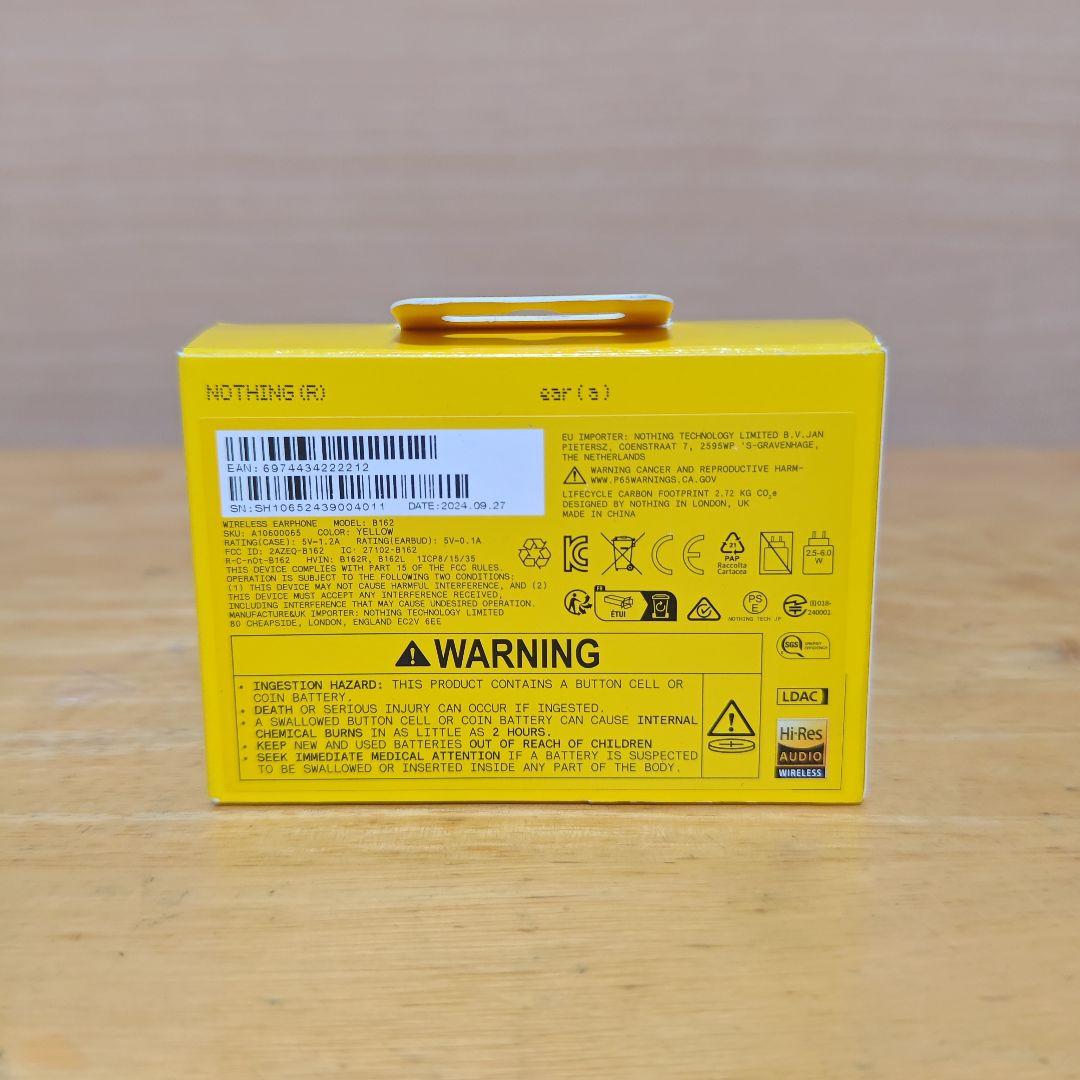 NOTHING(R)
ear (a)
EAN: 6974434222212
SN:SH10652439004011 DATE:2024.09.27
WIRELESS EARPHONE MODEL: B162
SKU: A10600065 COLOR: YELLOW
RATING(CASE): 5V⎓1.2A RATING(EARBUD): 5V⎓0.1A
FCC ID: 2AZEQ-B162 IC: 27102-B162
R-C-nOt-B162 HVIN: B162R, B162L 1ICP8/15/35
THIS DEVICE COMPLIES WITH PART 15 OF THE FCC RULES.
OPERATION IS SUBJECT TO THE FOLLOWING TWO CONDITIONS:
(1) THIS DEVICE MAY NOT CAUSE HARMFUL INTERFERENCE, AND (2)
THIS DEVICE MUST ACCEPT ANY INTERFERENCE RECEIVED,
INCLUDING INTERFERENCE THAT MAY CAUSE UNDESIRED OPERATION.
MANUFACTURE&UK IMPORTER: NOTHING TECHNOLOGY LIMITED
80 CHEAPSIDE, LONDON, ENGLAND EC2V 6EE
EU IMPORTER: NOTHING TECHNOLOGY LIMITED B.V.JAN
PIETERSZ, COENSTRAAT 7, 2595WP 'S-GRAVENHAGE,
THE NETHERLANDS
WARNING CANCER AND REPRODUCTIVE HARM-
WWW.P65WARNINGS.CA.GOV
LIFECYCLE CARBON FOOTPRINT 2.72 KG CO₂e
DESIGNED BY NOTHING IN LONDON, UK
MADE IN CHINA
CE
21
PAP
Raccolta
Cartacea
2.5-6.0
W
FR
ÉTUI
PS
E
NOTHING TECH JP
018-
240001
SGS
ENERGY
EFFICIENCY
WARNING
• INGESTION HAZARD: THIS PRODUCT CONTAINS A BUTTON CELL OR
COIN BATTERY.
• DEATH OR SERIOUS INJURY CAN OCCUR IF INGESTED.
• A SWALLOWED BUTTON CELL OR COIN BATTERY CAN CAUSE INTERNAL
CHEMICAL BURNS IN AS LITTLE AS 2 HOURS.
• KEEP NEW AND USED BATTERIES OUT OF REACH OF CHILDREN
• SEEK IMMEDIATE MEDICAL ATTENTION IF A BATTERY IS SUSPECTED
TO BE SWALLOWED OR INSERTED INSIDE ANY PART OF THE BODY.
LDAC
Hi-Res
AUDIO
WIRELESS